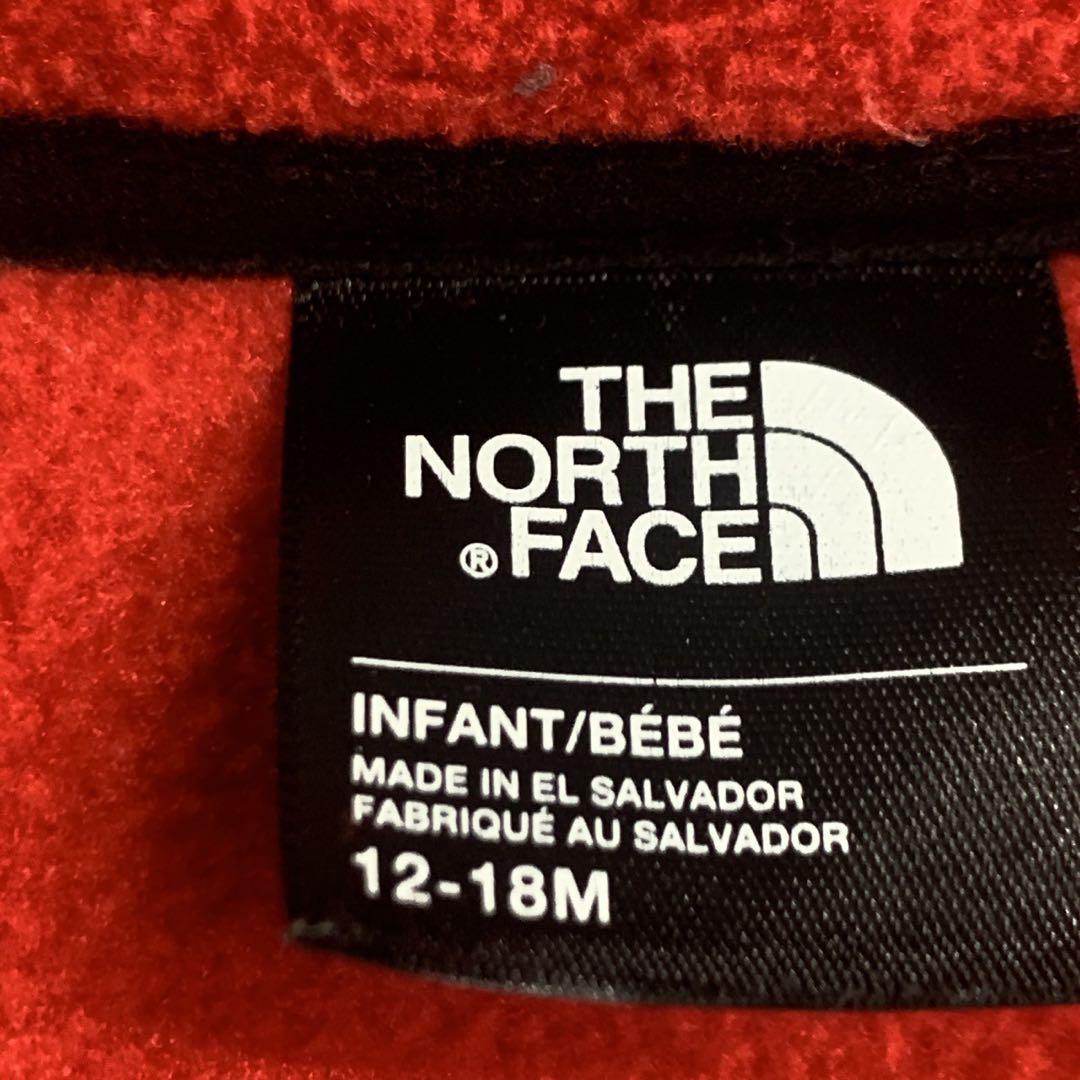 THE
NORTH
® FACE
INFANT/BÉBÉ
MADE IN EL SALVADOR
FABRIQUÉ AU SALVADOR
12-18M